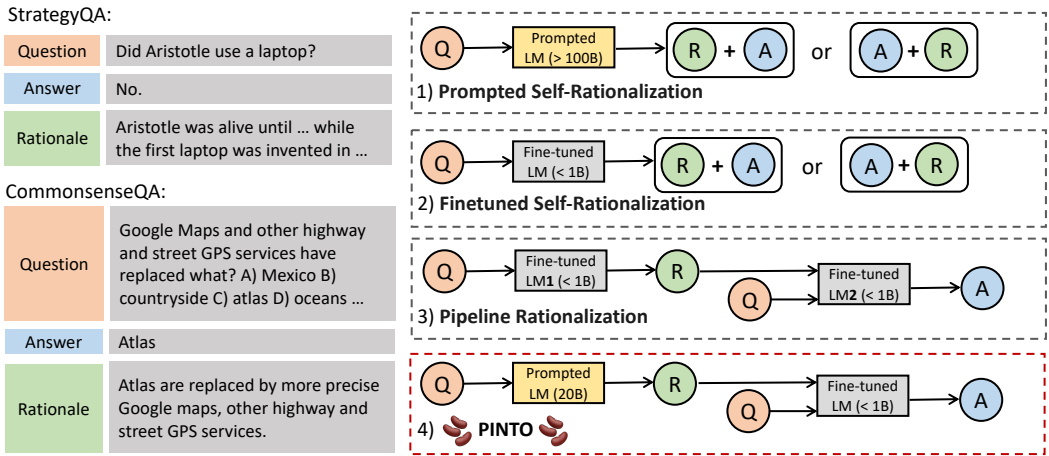 StrategyQA:
Question
Did Aristotle use a laptop?
Answer
No.
Rationale
Aristotle was alive until … while
the first laptop was invented in …
CommonsenseQA:
Question
Google Maps and other highway
and street GPS services have
replaced what? A) Mexico B)
countryside C) atlas D) oceans …
Answer
Atlas
Rationale
Atlas are replaced by more precise
Google maps, other highway and
street GPS services.
Q
Prompted
LM (> 100B)
R + A or A + R
1) Prompted Self-Rationalization
Q
Fine-tuned
LM (< 1B)
R + A or A + R
2) Finetuned Self-Rationalization
Q
Fine-tuned
LM1 (< 1B)
R
Q
Fine-tuned
LM2 (< 1B)
A
3) Pipeline Rationalization
Q
Prompted
LM (20B)
R
Q
Fine-tuned
LM (< 1B)
A
4) PINTO